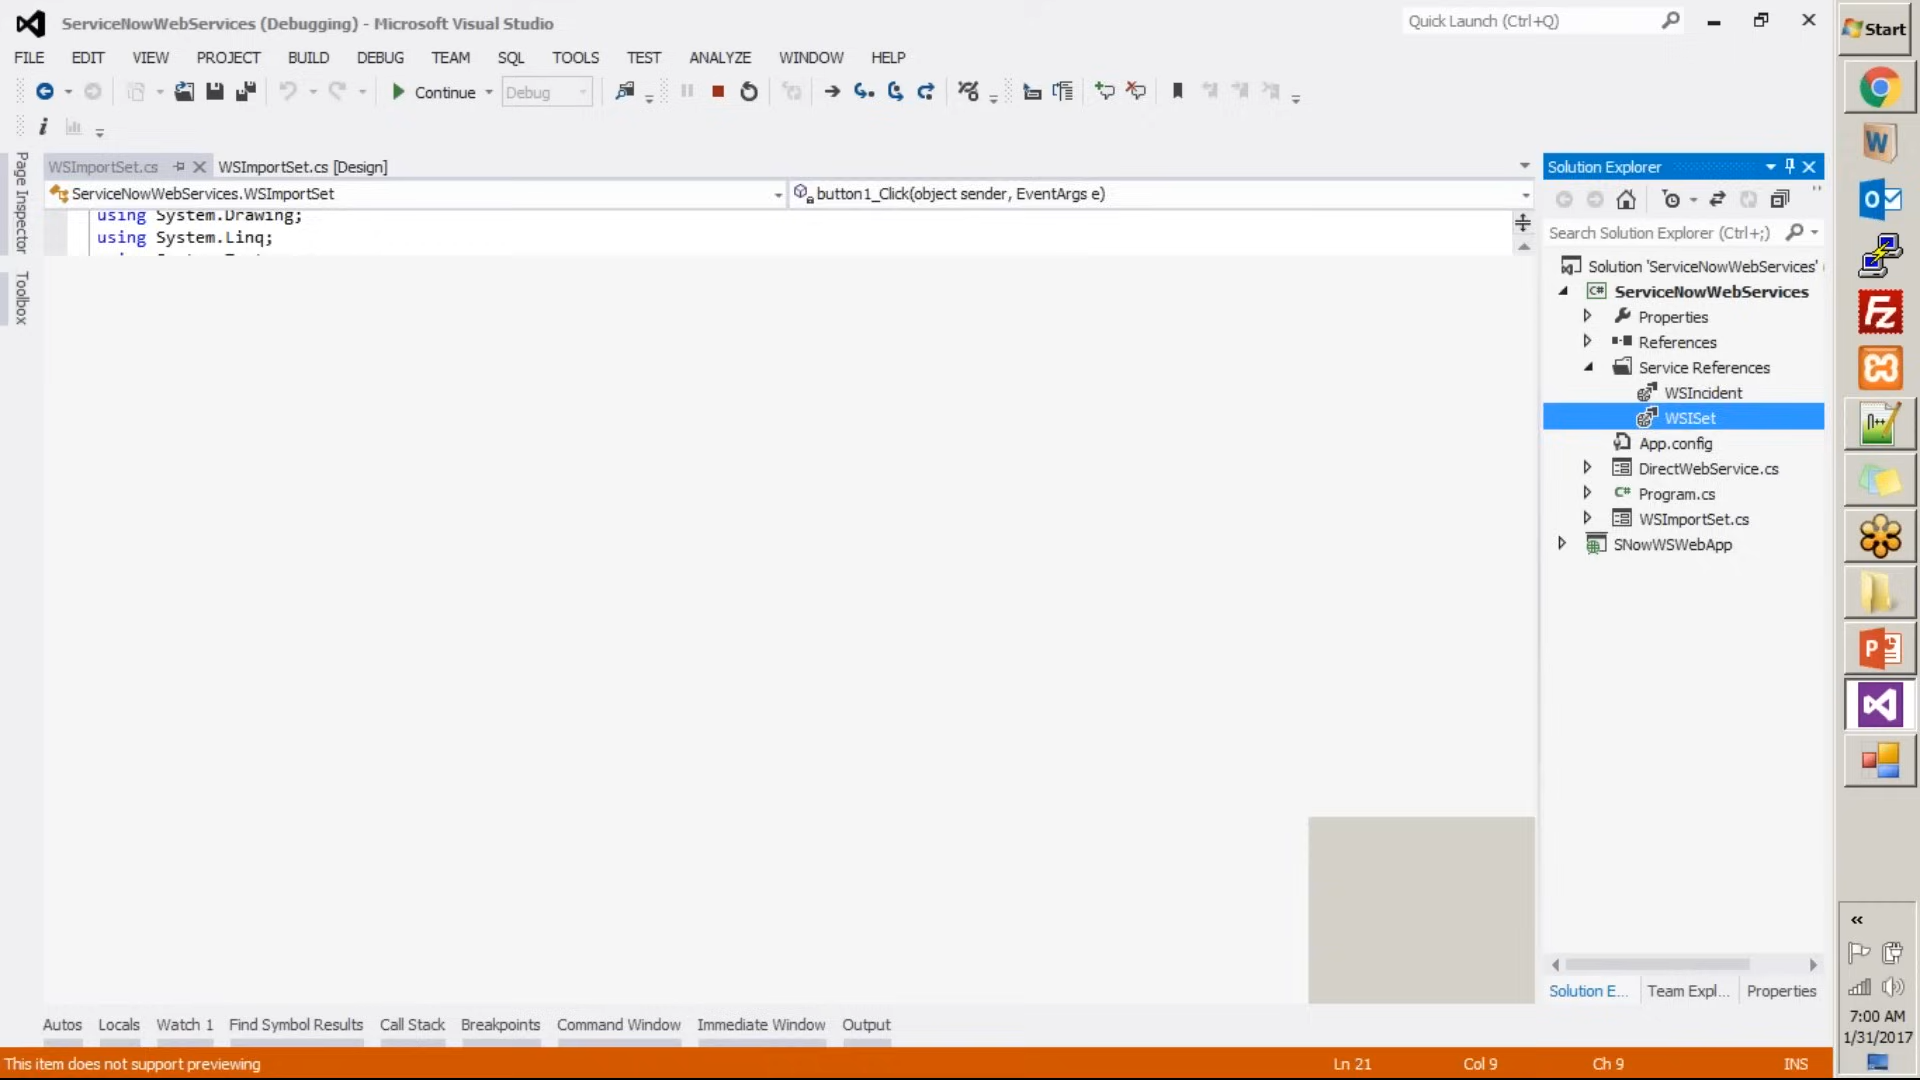 ServiceNowWebServices (Debugging) - Microsoft Visual Studio
Quick Launch (Ctrl+Q)
Start
FILE EDIT VIEW PROJECT BUILD DEBUG TEAM SQL TOOLS TEST ANALYZE WINDOW HELP
Continue Debug
WSImportSet.cs WSImportSet.cs [Design]
Page Inspector
Toolbox
ServiceNowWebServices.WSImportSet
button1_Click(object sender, EventArgs e)
using System.Drawing;
using System.Linq;
Solution Explorer
Search Solution Explorer (Ctrl+;)
Solution 'ServiceNowWebServices'
ServiceNowWebServices
Properties
References
Service References
WSIncident
WSISet
App.config
DirectWebService.cs
Program.cs
WSImportSet.cs
SNowWSWebApp
Solution E... Team Expl... Properties
Autos Locals Watch 1 Find Symbol Results Call Stack Breakpoints Command Window Immediate Window Output
This item does not support previewing
Ln 21 Col 9 Ch 9 INS
7:00 AM
1/31/2017